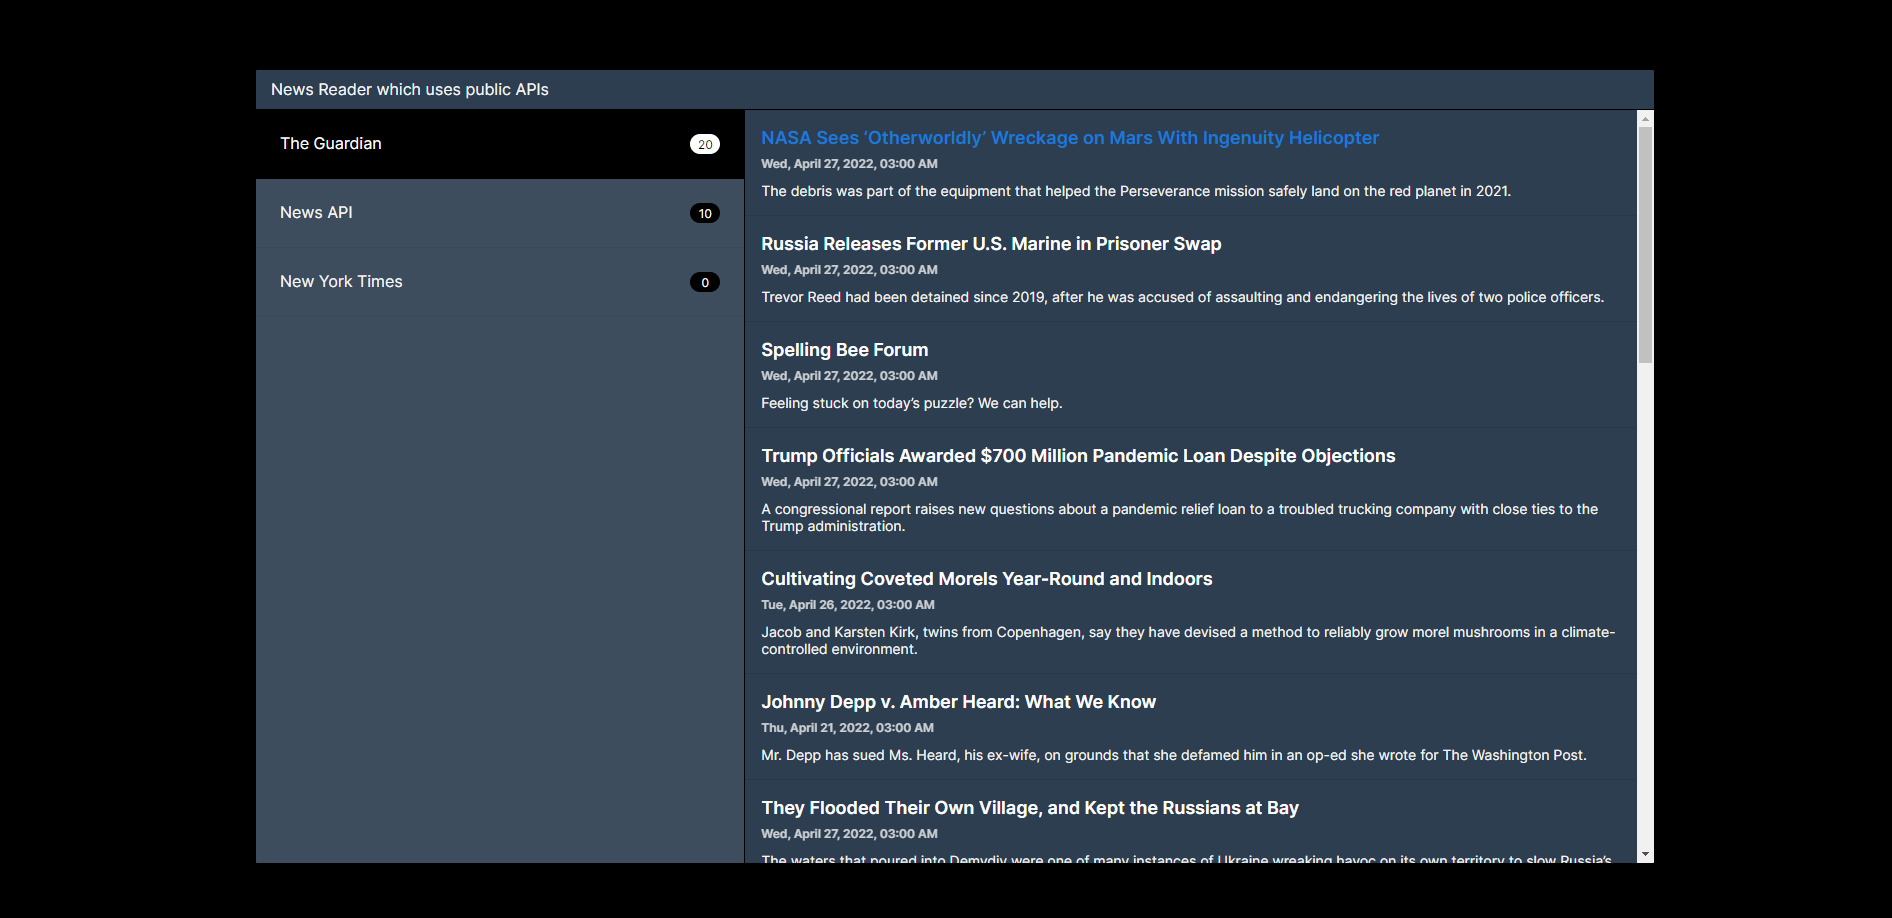 News Reader which uses public APIs
The Guardian
20
News API
10
New York Times
0
NASA Sees ‘Otherworldly’ Wreckage on Mars With Ingenuity Helicopter
Wed, April 27, 2022, 03:00 AM
The debris was part of the equipment that helped the Perseverance mission safely land on the red planet in 2021.
Russia Releases Former U.S. Marine in Prisoner Swap
Wed, April 27, 2022, 03:00 AM
Trevor Reed had been detained since 2019, after he was accused of assaulting and endangering the lives of two police officers.
Spelling Bee Forum
Wed, April 27, 2022, 03:00 AM
Feeling stuck on today’s puzzle? We can help.
Trump Officials Awarded $700 Million Pandemic Loan Despite Objections
Wed, April 27, 2022, 03:00 AM
A congressional report raises new questions about a pandemic relief loan to a troubled trucking company with close ties to the
Trump administration.
Cultivating Coveted Morels Year-Round and Indoors
Tue, April 26, 2022, 03:00 AM
Jacob and Karsten Kirk, twins from Copenhagen, say they have devised a method to reliably grow morel mushrooms in a climate-
controlled environment.
Johnny Depp v. Amber Heard: What We Know
Thu, April 21, 2022, 03:00 AM
Mr. Depp has sued Ms. Heard, his ex-wife, on grounds that she defamed him in an op-ed she wrote for The Washington Post.
They Flooded Their Own Village, and Kept the Russians at Bay
Wed, April 27, 2022, 03:00 AM
The waters that poured into Demydiv were one of many instances of Ukraine wreaking havoc on its own territory to slow Russia’s